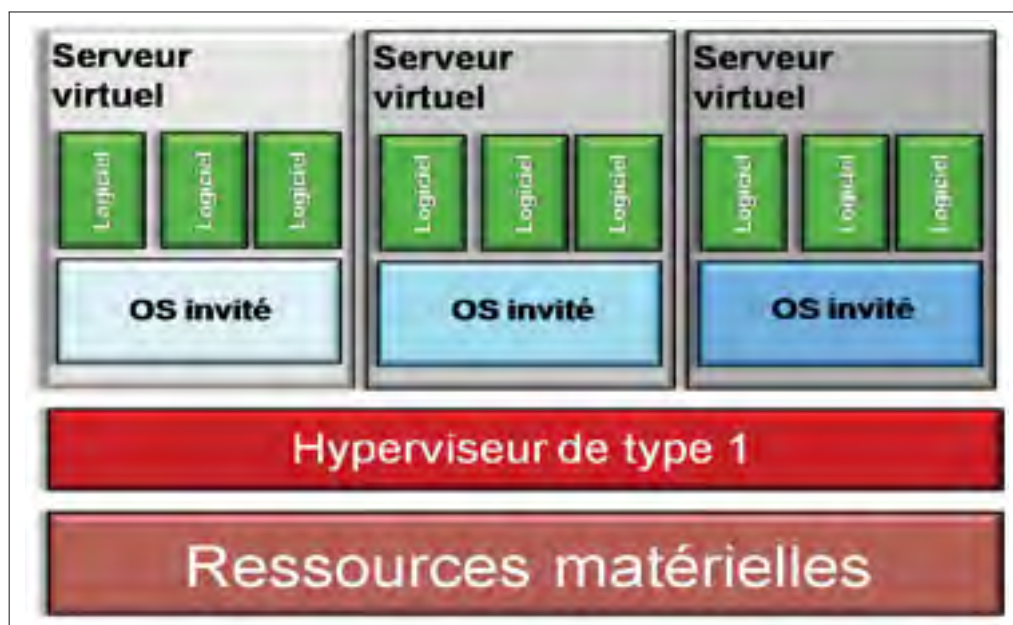 Serveur
virtuel
Logiciel
Logiciel
Logiciel
OS invité
Serveur
virtuel
Logiciel
Logiciel
Logiciel
OS invité
Serveur
virtuel
Logiciel
Logiciel
Logiciel
OS invité
Hyperviseur de type 1
Ressources matérielles